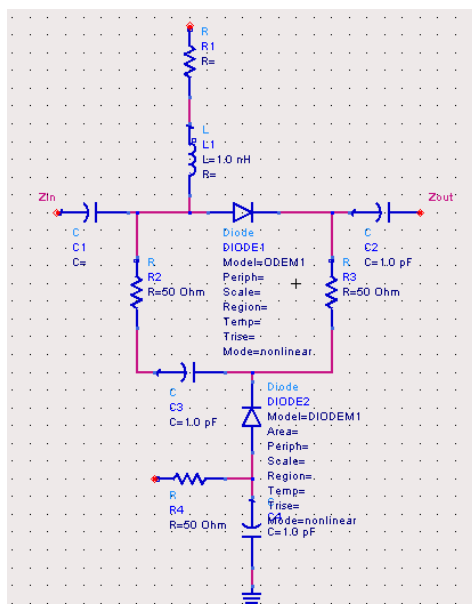 R
R1
R=
L
L1
L=1.0 nH
R=
Zin
Zout
C
C1
C=
Diode
DIODE1
Model=ODEM1
Periph=
Scale=
Region=
Temp=
Trise=
Mode=nonlinear
C
C2
C=1.0 pF
R
R2
R=50 Ohm
R
R3
R=50 Ohm
C
C3
C=1.0 pF
Diode
DIODE2
Model=DIODEM1
Area=
Periph=
Scale=
Region=
Temp=
Trise=
Mode=nonlinear
R
R4
R=50 Ohm
C=1.0 pF